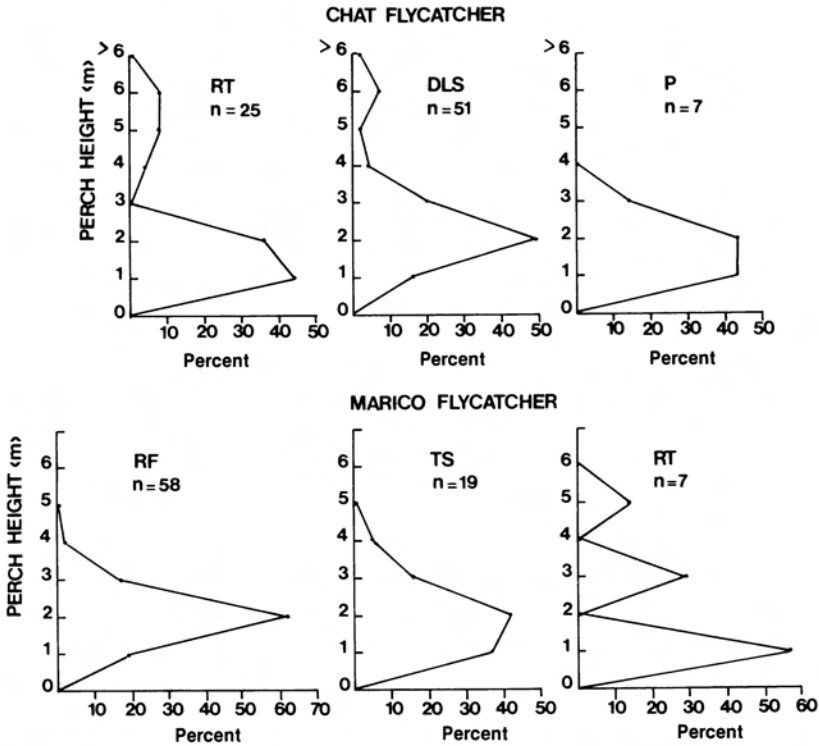 CHAT FLYCATCHER
PERCH HEIGHT (m)
> 6
6
5
4
3
2
1
0
RT
n = 25
10 20 30 40 50
Percent
> 6
6
5
4
3
2
1
0
DLS
n = 51
10 20 30 40 50
Percent
> 6
6
5
4
3
2
1
0
P
n = 7
10 20 30 40 50
Percent
MARICO FLYCATCHER
PERCH HEIGHT (m)
6
5
4
3
2
1
0
RF
n = 58
10 20 30 40 50 60 70
Percent
6
5
4
3
2
1
0
TS
n = 19
10 20 30 40 50
Percent
6
5
4
3
2
1
0
RT
n = 7
10 20 30 40 50 60
Percent